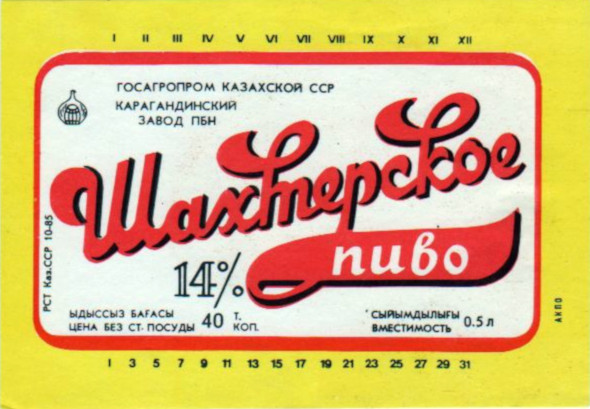 I II III IV V VI VII VIII IX X XI XII
ГОСАГРОПРОМ КАЗАХСКОЙ ССР
КАРАГАНДИНСКИЙ
ЗАВОД ПБН
Шахтерское
пиво
14%
РСТ Каз.ССР 10-85
ЫДЫССЫЗ БАҒАСЫ
ЦЕНА БЕЗ СТ. ПОСУДЫ 40 Т. КОП.
СЫЙЫМДЫЛЫҒЫ
ВМЕСТИМОСТЬ 0.5 л
АКПО
1 3 5 7 9 11 13 15 17 19 21 23 25 27 29 31